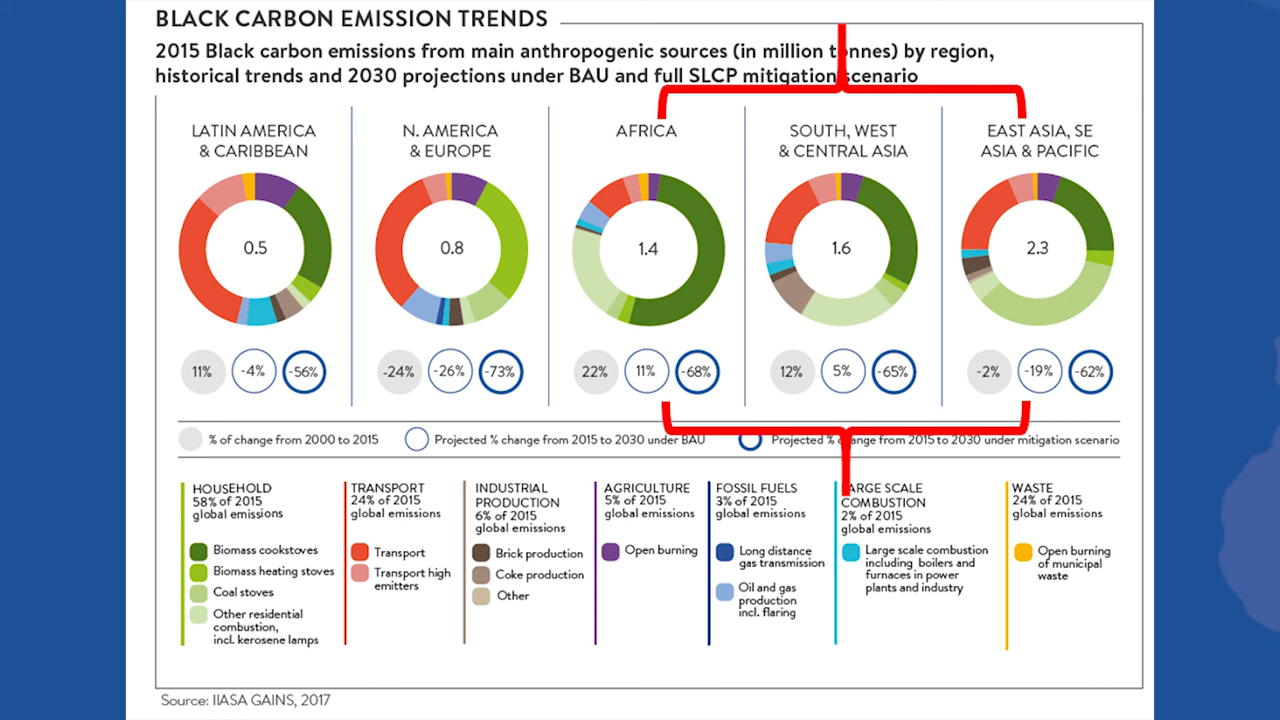 BLACK CARBON EMISSION TRENDS
2015 Black carbon emissions from main anthropogenic sources (in million tonnes) by region,
historical trends and 2030 projections under BAU and full SLCP mitigation scenario
LATIN AMERICA
& CARIBBEAN
N. AMERICA
& EUROPE
AFRICA
SOUTH, WEST
& CENTRAL ASIA
EAST ASIA, SE
ASIA & PACIFIC
0.5
0.8
1.4
1.6
2.3
11% -4% -56%
-24% -26% -73%
22% 11% -68%
12% 5% -65%
-2% -19% -62%
% of change from 2000 to 2015
Projected % change from 2015 to 2030 under BAU
Projected % change from 2015 to 2030 under mitigation scenario
HOUSEHOLD
58% of 2015
global emissions
Biomass cookstoves
Biomass heating stoves
Coal stoves
Other residential
combustion,
incl. kerosene lamps
TRANSPORT
24% of 2015
global emissions
Transport
Transport high
emitters
INDUSTRIAL
PRODUCTION
6% of 2015
global emissions
Brick production
Coke production
Other
AGRICULTURE
5% of 2015
global emissions
Open burning
FOSSIL FUELS
3% of 2015
global emissions
Long distance
gas transmission
Oil and gas
production
incl. flaring
LARGE SCALE
COMBUSTION
2% of 2015
global emissions
Large scale combustion
including boilers and
furnaces in power
plants and industry
WASTE
24% of 2015
global emissions
Open burning
of municipal
waste
Source: IIASA GAINS, 2017